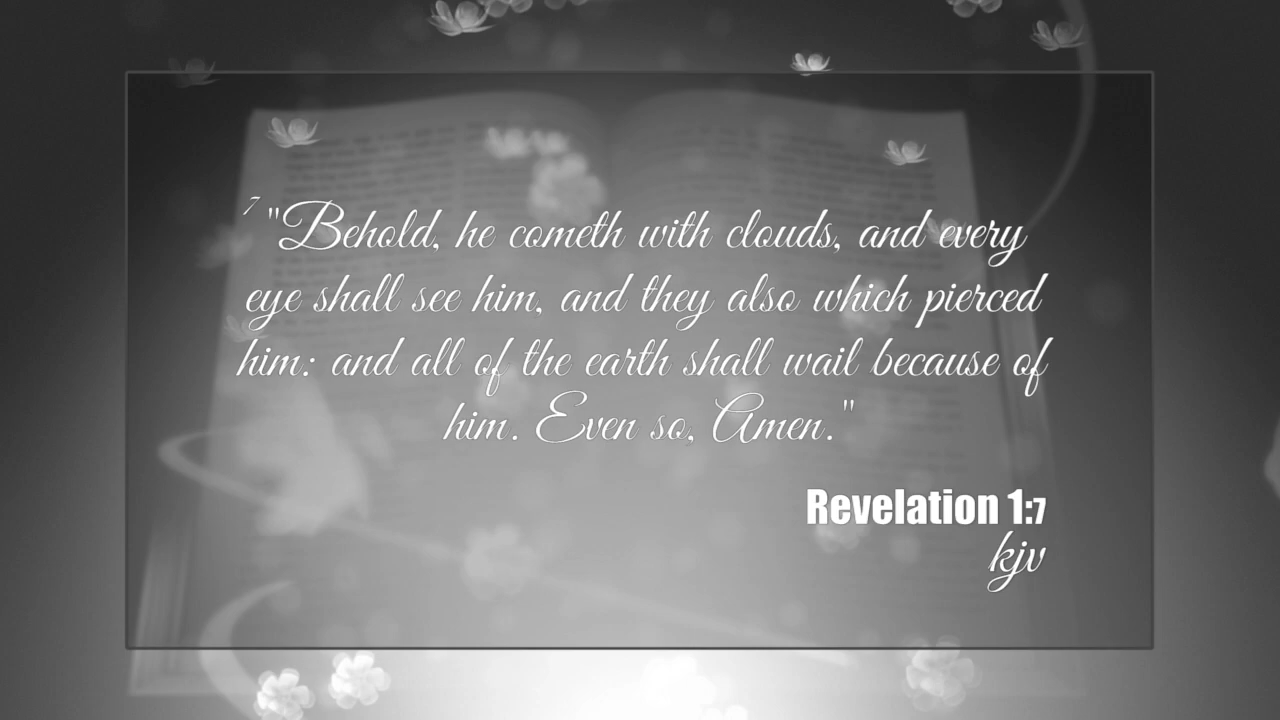 7 "Behold, he cometh with clouds, and every
eye shall see him, and they also which pierced
him: and all of the earth shall wail because of
him. Even so, Amen."
Revelation 1:7
kjv